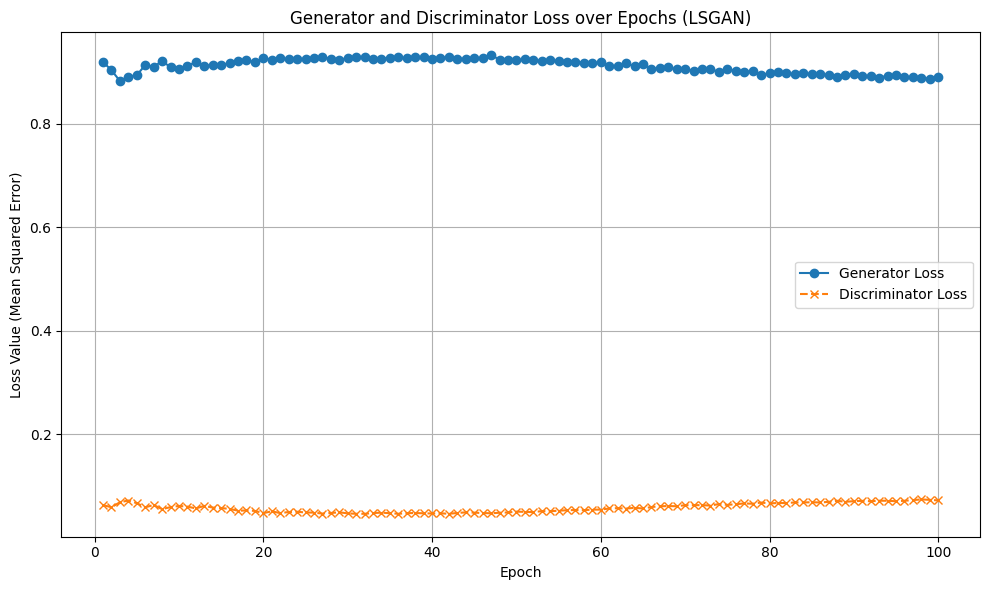 Generator and Discriminator Loss over Epochs (LSGAN)
Loss Value (Mean Squared Error)
0.8
0.6
0.4
0.2
Generator Loss
Discriminator Loss
0 20 40 60 80 100
Epoch